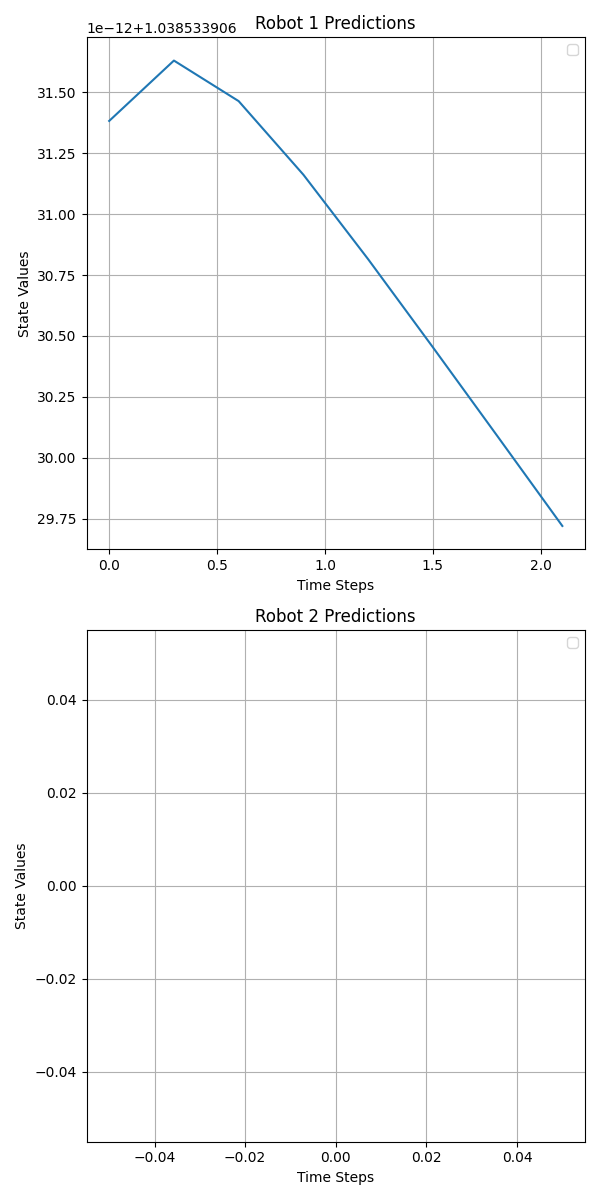 Robot 1 Predictions
1e−12+1.038533906
31.50
31.25
31.00
30.75
30.50
30.25
30.00
29.75
State Values
0.0 0.5 1.0 1.5 2.0
Time Steps
Robot 2 Predictions
0.04
0.02
0.00
−0.02
−0.04
State Values
−0.04 −0.02 0.00 0.02 0.04
Time Steps